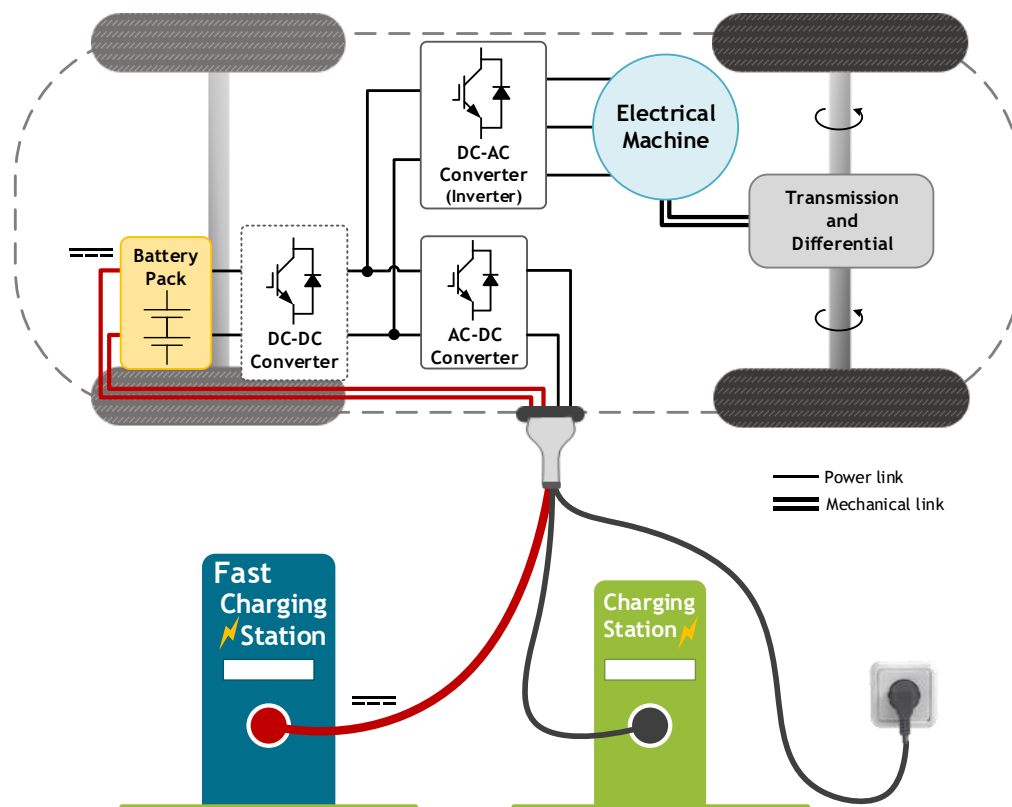 Electrical
Machine
DC-AC
Converter
(Inverter)
Transmission
and
Differential
Battery
Pack
DC-DC
Converter
AC-DC
Converter
Power link
Mechanical link
Fast
Charging
Station
Charging
Station